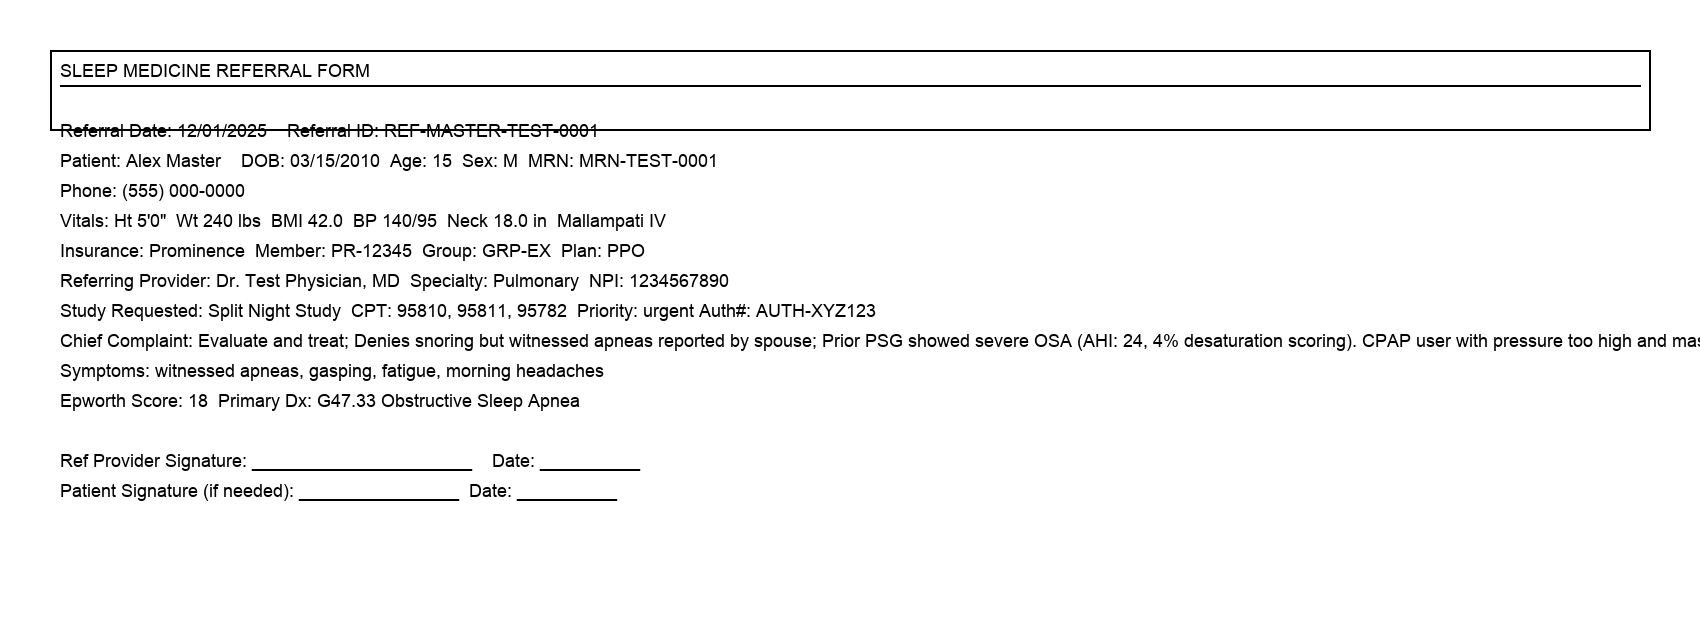 SLEEP MEDICINE REFERRAL FORM
Referral Date: 12/01/2025 Referral ID: REF-MASTER-TEST-0001
Patient: Alex Master DOB: 03/15/2010 Age: 15 Sex: M MRN: MRN-TEST-0001
Phone: (555) 000-0000
Vitals: Ht 5'0" Wt 240 lbs BMI 42.0 BP 140/95 Neck 18.0 in Mallampati IV
Insurance: Prominence Member: PR-12345 Group: GRP-EX Plan: PPO
Referring Provider: Dr. Test Physician, MD Specialty: Pulmonary NPI: 1234567890
Study Requested: Split Night Study CPT: 95810, 95811, 95782 Priority: urgent Auth#: AUTH-XYZ123
Chief Complaint: Evaluate and treat; Denies snoring but witnessed apneas reported by spouse; Prior PSG showed severe OSA (AHI: 24, 4% desaturation scoring). CPAP user with pressure too high and
Symptoms: witnessed apneas, gasping, fatigue, morning headaches
Epworth Score: 18 Primary Dx: G47.33 Obstructive Sleep Apnea
Ref Provider Signature: ______________________ Date: __________
Patient Signature (if needed): ________________ Date: __________